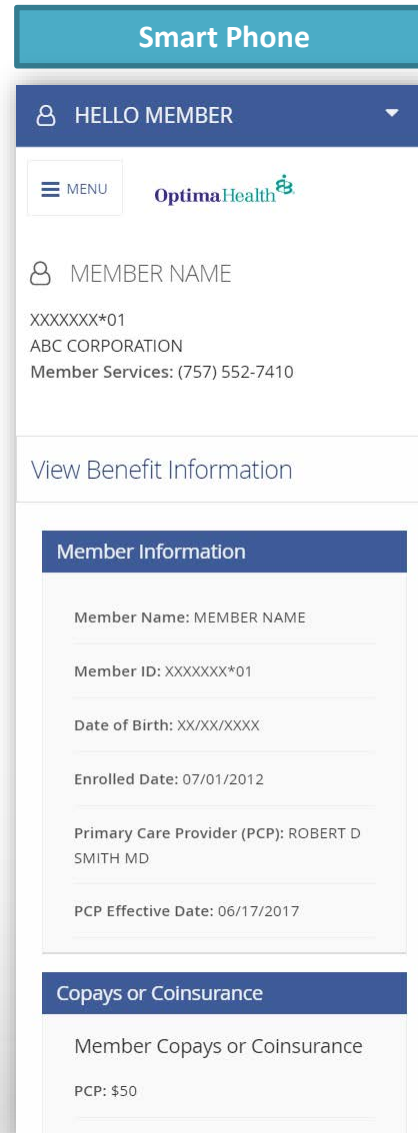 Smart Phone
HELLO MEMBER
MENU
OptimaHealth
MEMBER NAME
XXXXXXX*01
ABC CORPORATION
Member Services: (757) 552-7410
View Benefit Information
Member Information
Member Name: MEMBER NAME
Member ID: XXXXXXX*01
Date of Birth: XX/XX/XXXX
Enrolled Date: 07/01/2012
Primary Care Provider (PCP): ROBERT D
SMITH MD
PCP Effective Date: 06/17/2017
Copays or Coinsurance
Member Copays or Coinsurance
PCP: $50